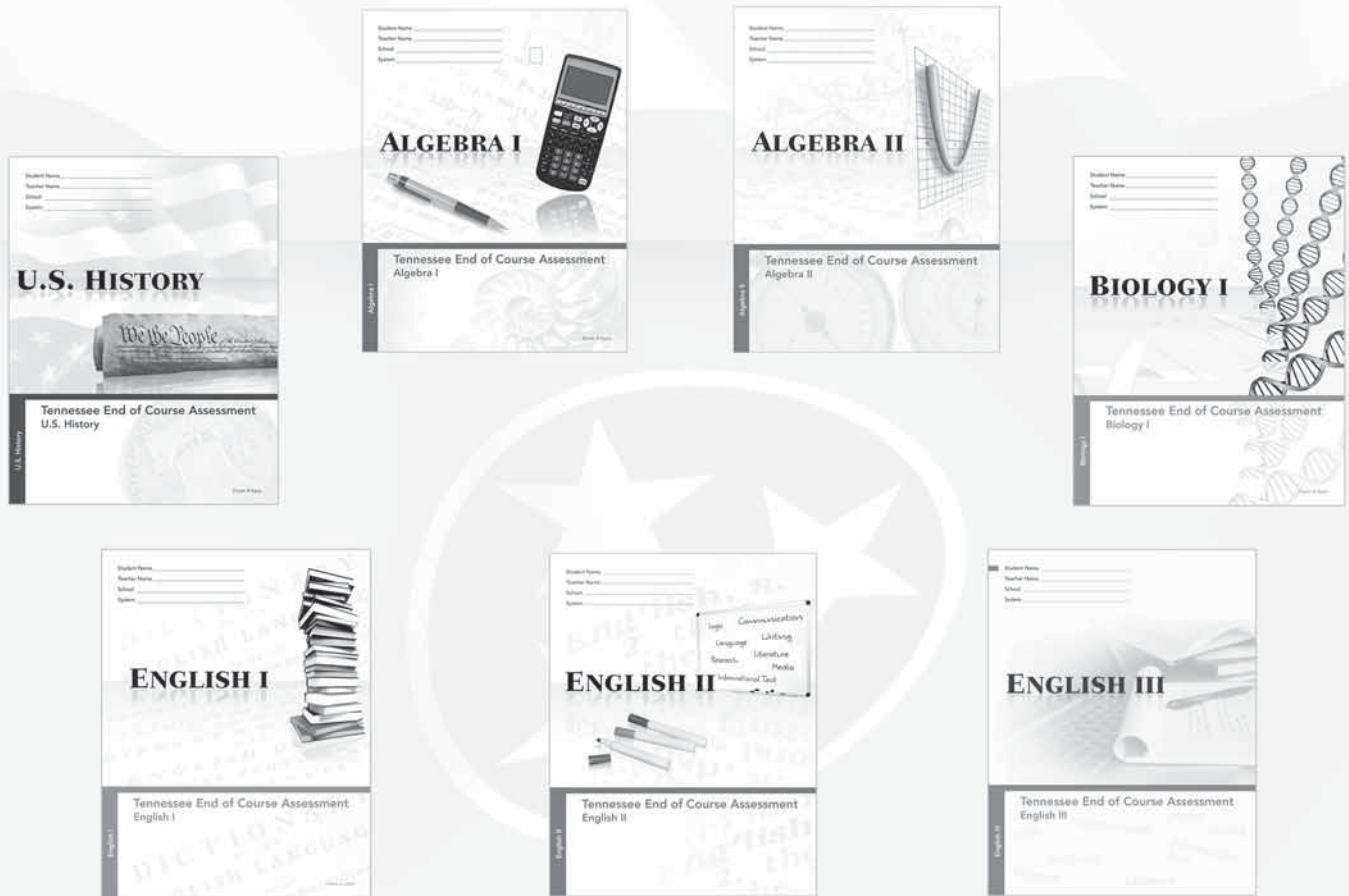 Student Name
Teacher Name
School
System
ALGEBRA I
Tennessee End of Course Assessment
Algebra I
Algebra I
Student Name
Teacher Name
School
System
ALGEBRA II
Tennessee End of Course Assessment
Algebra II
Algebra II
Student Name
Teacher Name
School
System
U.S. HISTORY
We the People
Tennessee End of Course Assessment
U.S. History
U.S. History
Student Name
Teacher Name
School
System
BIOLOGY I
Tennessee End of Course Assessment
Biology I
Biology I
Student Name
Teacher Name
School
System
ENGLISH I
Tennessee End of Course Assessment
English I
English I
DICTIONARY
ENGLISH LANGUAGE
Student Name
Teacher Name
School
System
Logic Communication
Language Writing
Research Literature
Media
Informational Text
ENGLISH II
Tennessee End of Course Assessment
English II
English II
Student Name
Teacher Name
School
System
ENGLISH III
Tennessee End of Course Assessment
English III
English III